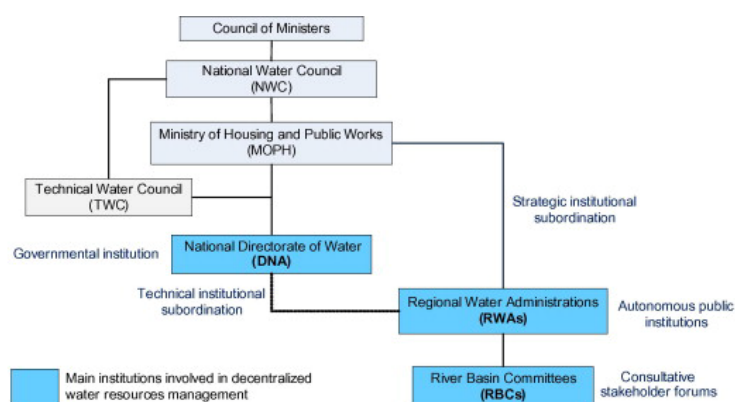 Council of Ministers
National Water Council
(NWC)
Ministry of Housing and Public Works
(MOPH)
Technical Water Council
(TWC)
Strategic institutional
subordination
Governmental institution
National Directorate of Water
(DNA)
Technical institutional
subordination
Regional Water Administrations
(RWAs)
Autonomous public
institutions
Main institutions involved in decentralized
water resources management
River Basin Committees
(RBCs)
Consultative
stakeholder forums